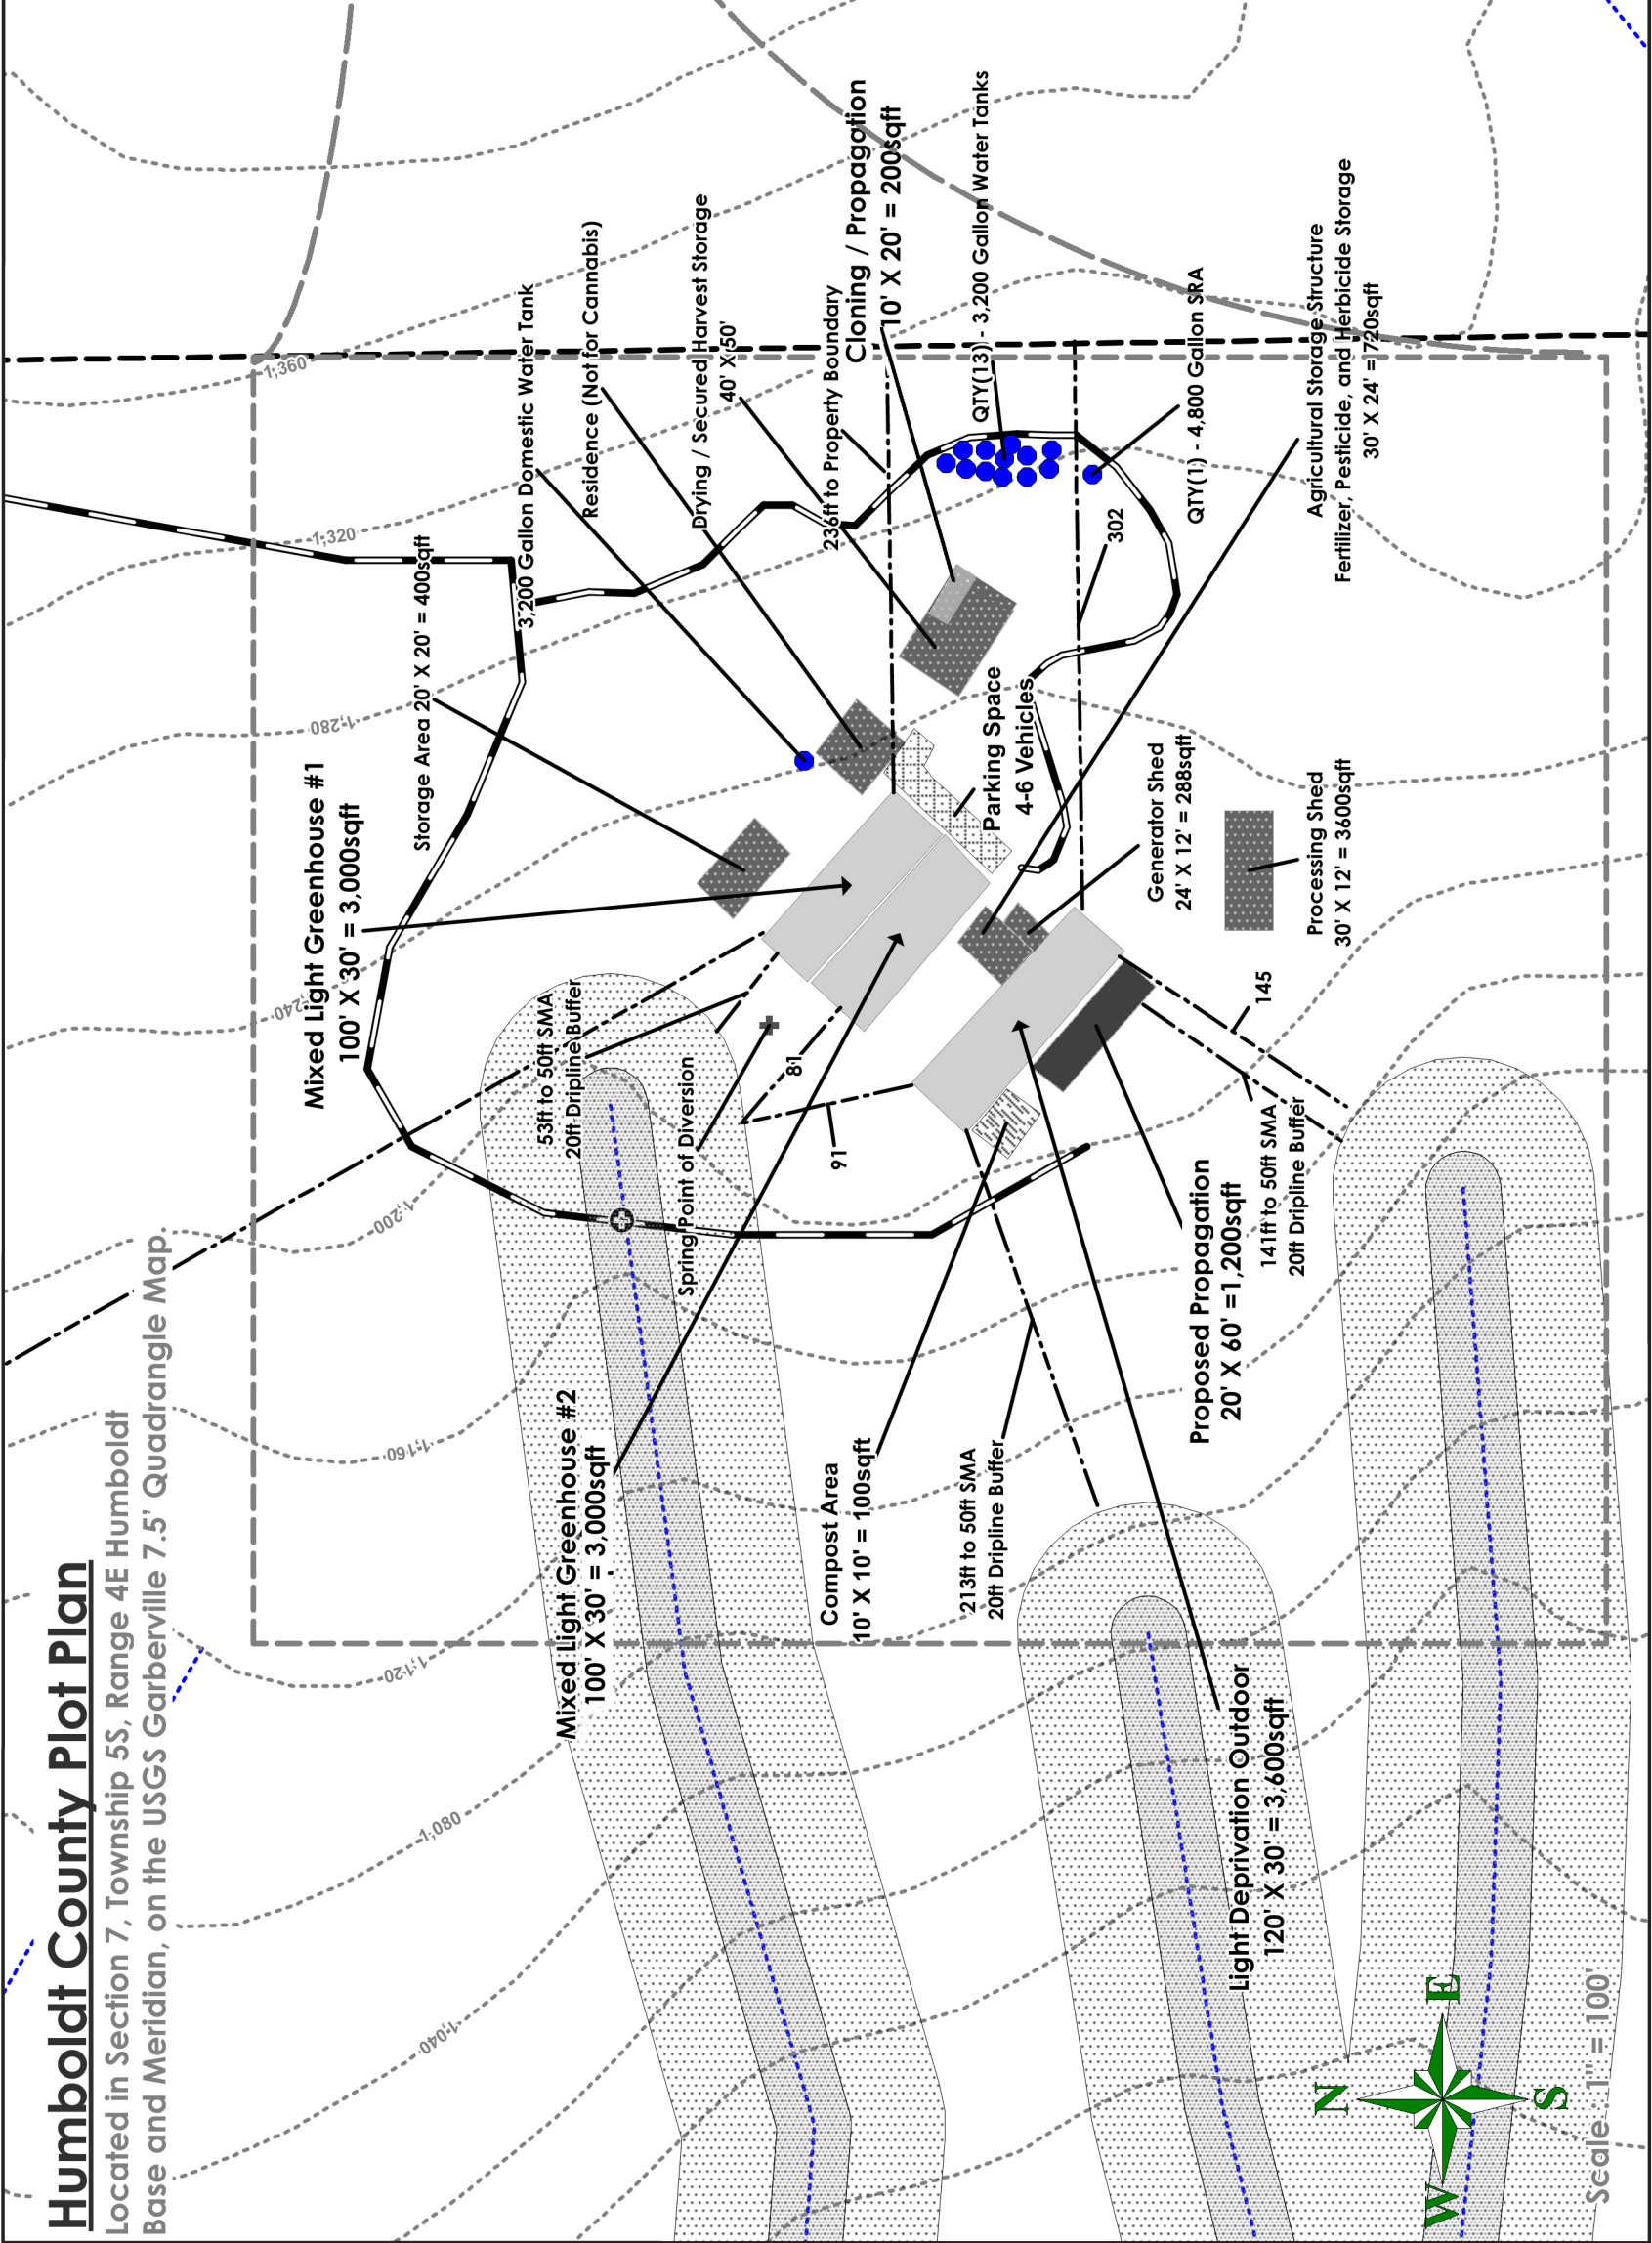 Humboldt County Plot Plan
Located in Section 7, Township 5S, Range 4E Humboldt
Base and Meridian, on the USGS Garberville 7.5' Quadrangle Map.
Mixed Light Greenhouse #1
100' X 30' = 3,000sqft
Storage Area 20' X 20' = 400sqft
3,200 Gallon Domestic Water Tank
Residence (Not for Cannabis)
Drying / Secured Harvest Storage
40' X 50'
236ft to Property Boundary
Cloning / Propagation
10' X 20' = 200sqft
QTY(13) - 3,200 Gallon Water Tanks
302
QTY(1) - 4,800 Gallon SRA
Agricultural Storage Structure
Fertilizer, Pesticide, and Herbicide Storage
30' X 24' = 720sqft
Parking Space
4-6 Vehicles
Generator Shed
24' X 12' = 288sqft
Processing Shed
30' X 12' = 3600sqft
53ft to 50ft SMA
20ft Dripline Buffer
Spring Point of Diversion
81
91
145
141ft to 50ft SMA
20ft Dripline Buffer
Proposed Propagation
20' X 60' =1,200sqft
Mixed Light Greenhouse #2
100' X 30' = 3,000sqft
Compost Area
10' X 10' = 100sqft
213ft to 50ft SMA
20ft Dripline Buffer
Light Deprivation Outdoor
120' X 30' = 3,600sqft
1,360
1,320
1,280
1,240
1,200
1,160
1,120
1,080
1,040
N
W
E
S
Scale: 1" = 100'